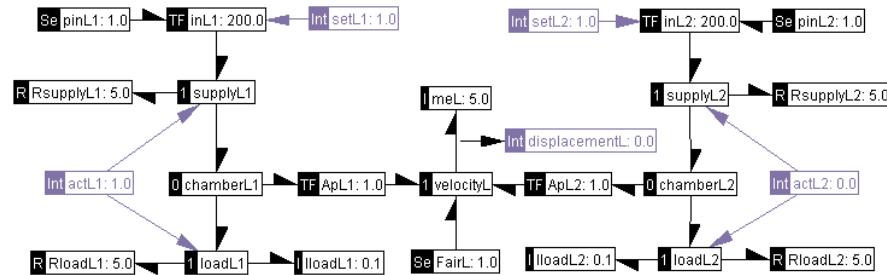 Se pinL1: 1.0 TF inL1: 200.0 Int setL1: 1.0 Int setL2: 1.0 TF inL2: 200.0 Se pinL2: 1.0
R RsupplyL1: 5.0 1 supplyL1 I meL: 5.0 1 supplyL2 R RsupplyL2: 5.0
Int displacementL: 0.0
Int actL1: 1.0 0 chamberL1 TF ApL1: 1.0 1 velocityL TF ApL2: 1.0 0 chamberL2 Int actL2: 0.0
R RloadL1: 5.0 1 loadL1 I IloadL1: 0.1 Se FairL: 1.0 I IloadL2: 0.1 1 loadL2 R RloadL2: 5.0